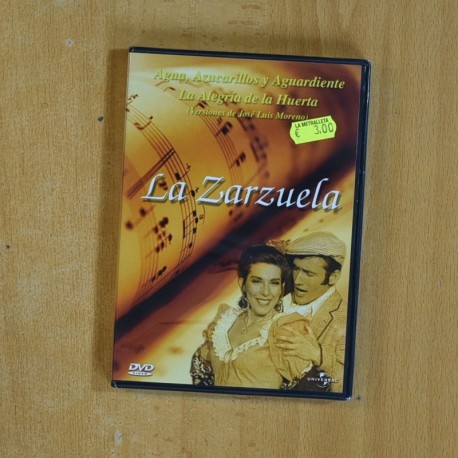 Agua, Azucarillos y Aguardiente
La Alegría de la Huerta
(Versiones de José Luis Moreno)
LA METRALLETA
€ 3,00
La Zarzuela
DVD
VIDEO
UNIVERSAL